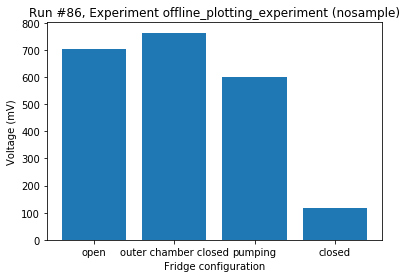 Run #86, Experiment offline_plotting_experiment (nosample)
800
700
600
500
400
300
200
100
0
Voltage (mV)
open outer chamber closed pumping closed
Fridge configuration